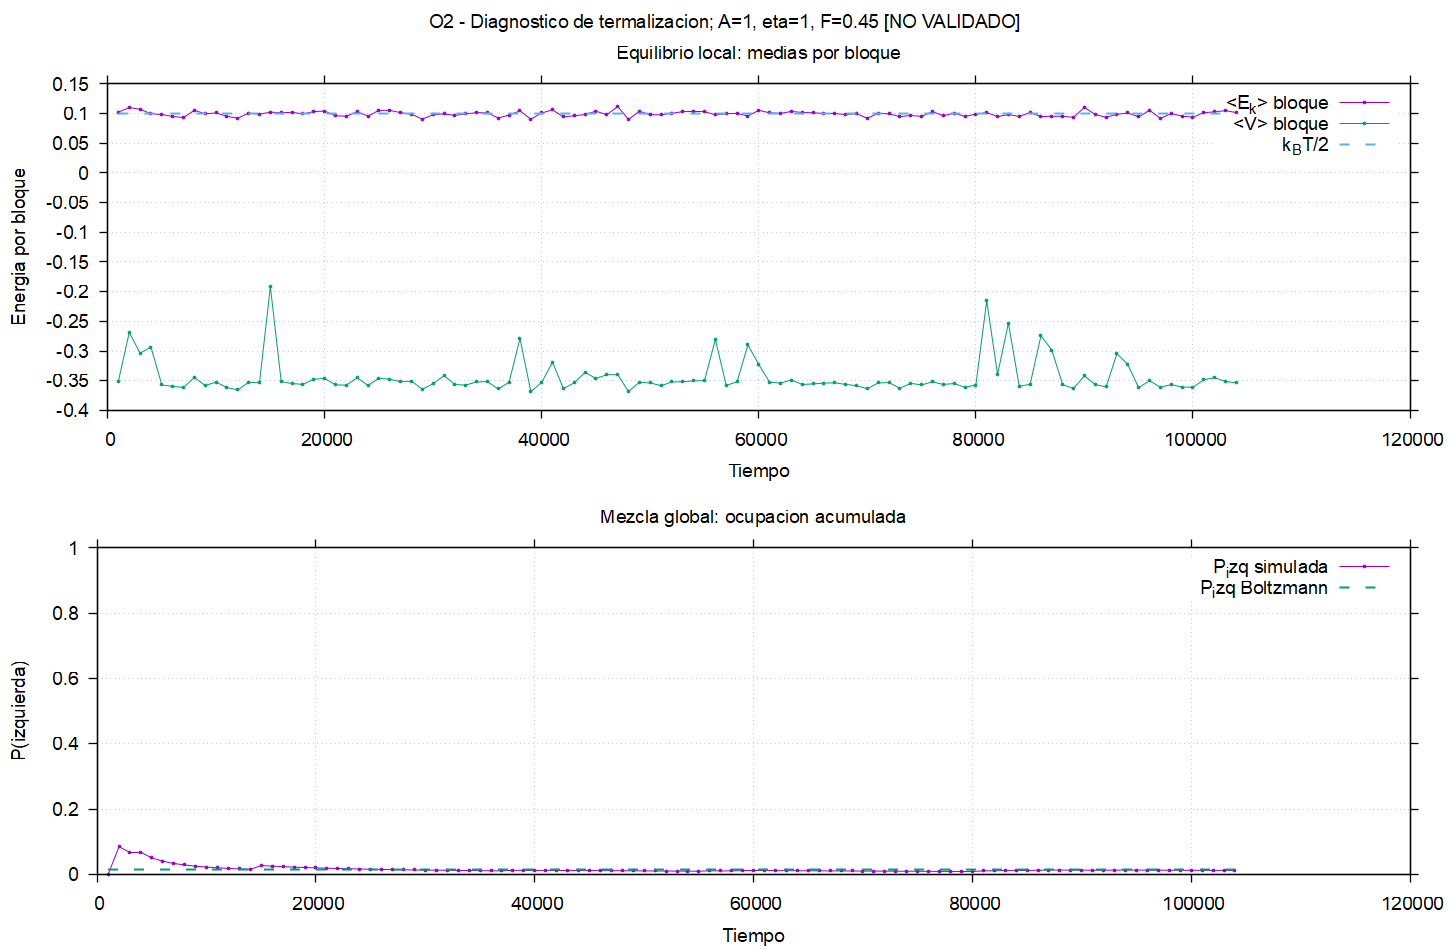 O2 - Diagnostico de termalizacion; A=1, eta=1, F=0.45 [NO VALIDADO]
Equilibrio local: medias por bloque
0.15
0.1
0.05
0
-0.05
-0.1
-0.15
-0.2
-0.25
-0.3
-0.35
-0.4
Energia por bloque
<Ek> bloque
<V> bloque
kBT/2
0 20000 40000 60000 80000 100000 120000
Tiempo
Mezcla global: ocupacion acumulada
1
0.8
0.6
0.4
0.2
0
P(izquierda)
Pizq simulada
Pizq Boltzmann
0 20000 40000 60000 80000 100000 120000
Tiempo